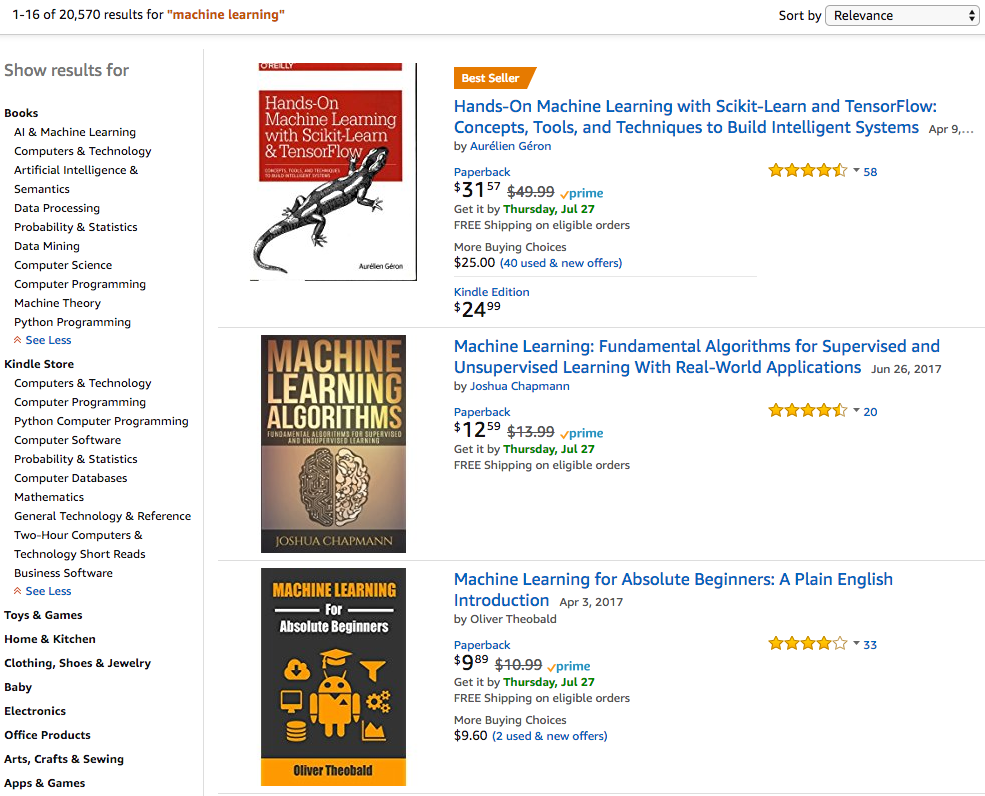 1-16 of 20,570 results for "machine learning"
Sort by Relevance
Show results for
Books
AI & Machine Learning
Computers & Technology
Artificial Intelligence &
Semantics
Data Processing
Probability & Statistics
Data Mining
Computer Science
Computer Programming
Machine Theory
Python Programming
See Less
Kindle Store
Computers & Technology
Computer Programming
Python Computer Programming
Computer Software
Probability & Statistics
Computer Databases
Mathematics
General Technology & Reference
Two-Hour Computers &
Technology Short Reads
Business Software
See Less
Toys & Games
Home & Kitchen
Clothing, Shoes & Jewelry
Baby
Electronics
Office Products
Arts, Crafts & Sewing
Apps & Games
O'REILLY
Hands-On
Machine Learning
with Scikit-Learn
& TensorFlow
CONCEPTS, TOOLS, AND TECHNIQUES
TO BUILD INTELLIGENT SYSTEMS
Aurélien Géron
Best Seller
Hands-On Machine Learning with Scikit-Learn and TensorFlow:
Concepts, Tools, and Techniques to Build Intelligent Systems Apr 9,...
by Aurélien Géron
Paperback
58
$31 57 $49.99 prime
Get it by Thursday, Jul 27
FREE Shipping on eligible orders
More Buying Choices
$25.00 (40 used & new offers)
Kindle Edition
$24 99
MACHINE
LEARNING
ALGORITHMS
FUNDAMENTAL ALGORITHMS FOR SUPERVISED
AND UNSUPERVISED LEARNING
JOSHUA CHAPMANN
Machine Learning: Fundamental Algorithms for Supervised and
Unsupervised Learning With Real-World Applications Jun 26, 2017
by Joshua Chapmann
Paperback
20
$12 59 $13.99 prime
Get it by Thursday, Jul 27
FREE Shipping on eligible orders
MACHINE LEARNING
For
Absolute Beginners
Oliver Theobald
Machine Learning for Absolute Beginners: A Plain English
Introduction Apr 3, 2017
by Oliver Theobald
Paperback
33
$9 89 $10.99 prime
Get it by Thursday, Jul 27
FREE Shipping on eligible orders
More Buying Choices
$9.60 (2 used & new offers)